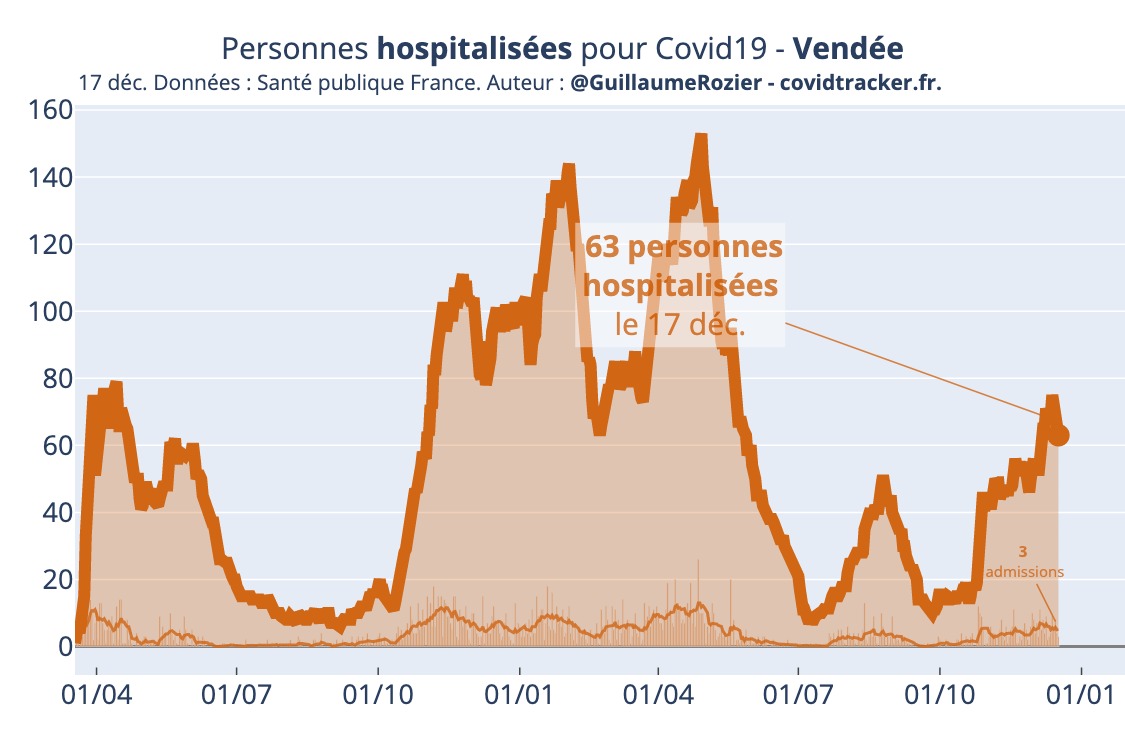 Personnes hospitalisées pour Covid19 - Vendée
17 déc. Données : Santé publique France. Auteur : @GuillaumeRozier - covidtracker.fr.
160
140
120
100
80
60
40
20
0
63 personnes
hospitalisées
le 17 déc.
3
admissions
01/04 01/07 01/10 01/01 01/04 01/07 01/10 01/01